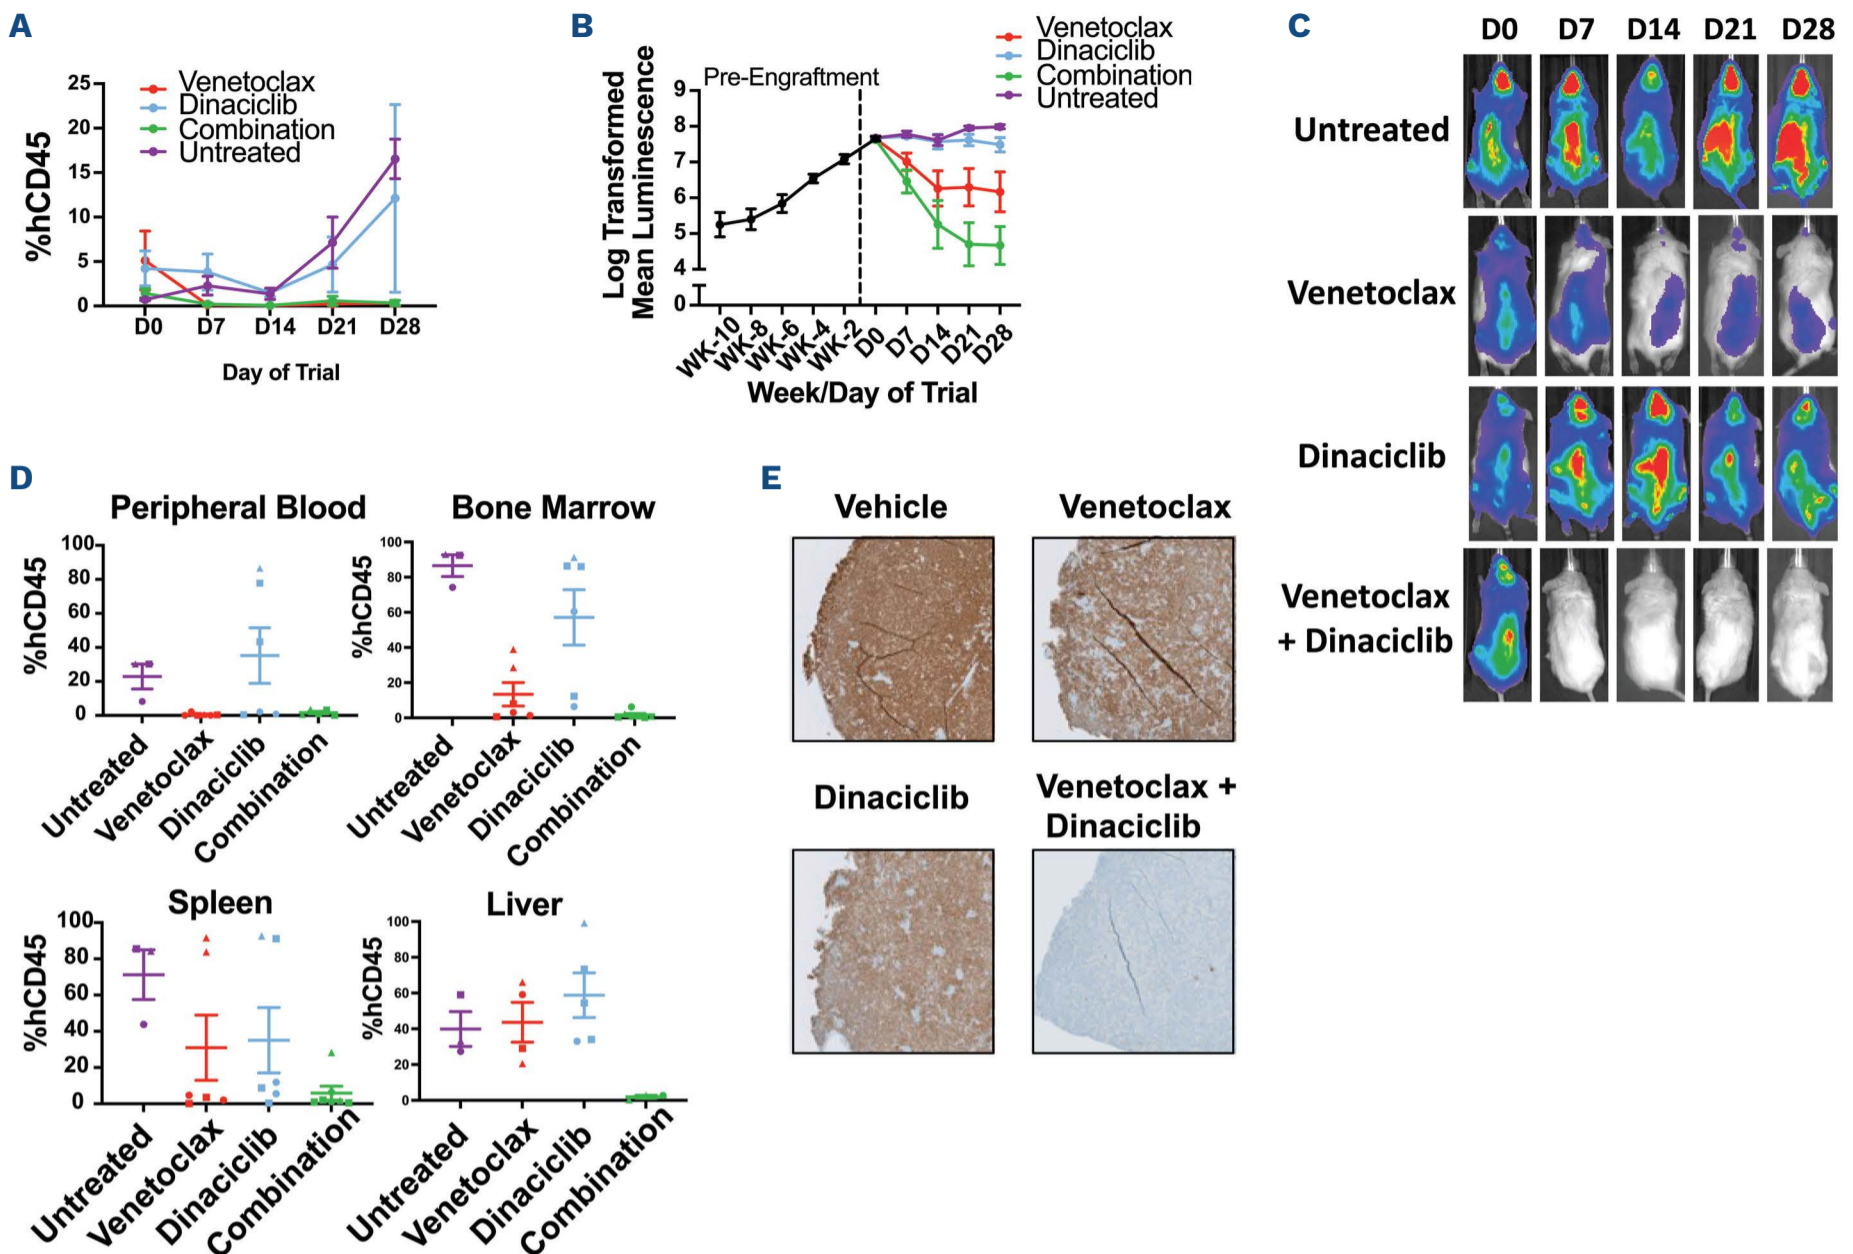 A
Venetoclax
Dinaciclib
Combination
Untreated
%hCD45
25
20
15
10
5
0
D0 D7 D14 D21 D28
Day of Trial
B
Venetoclax
Dinaciclib
Combination
Untreated
Pre-Engraftment
Log Transformed
Mean Luminescence
9
8
7
6
5
4
0
WK-10 WK-8 WK-6 WK-4 WK-2 D0 D7 D14 D21 D28
Week/Day of Trial
C
D0 D7 D14 D21 D28
Untreated
Venetoclax
Dinaciclib
Venetoclax
+ Dinaciclib
D
Peripheral Blood
%hCD45
100
80
60
40
20
0
Untreated Venetoclax Dinaciclib Combination
Bone Marrow
%hCD45
100
80
60
40
20
0
Untreated Venetoclax Dinaciclib Combination
Spleen
%hCD45
100
80
60
40
20
0
Untreated Venetoclax Dinaciclib Combination
Liver
%hCD45
100
80
60
40
20
0
Untreated Venetoclax Dinaciclib Combination
E
Vehicle
Venetoclax
Dinaciclib
Venetoclax +
Dinaciclib